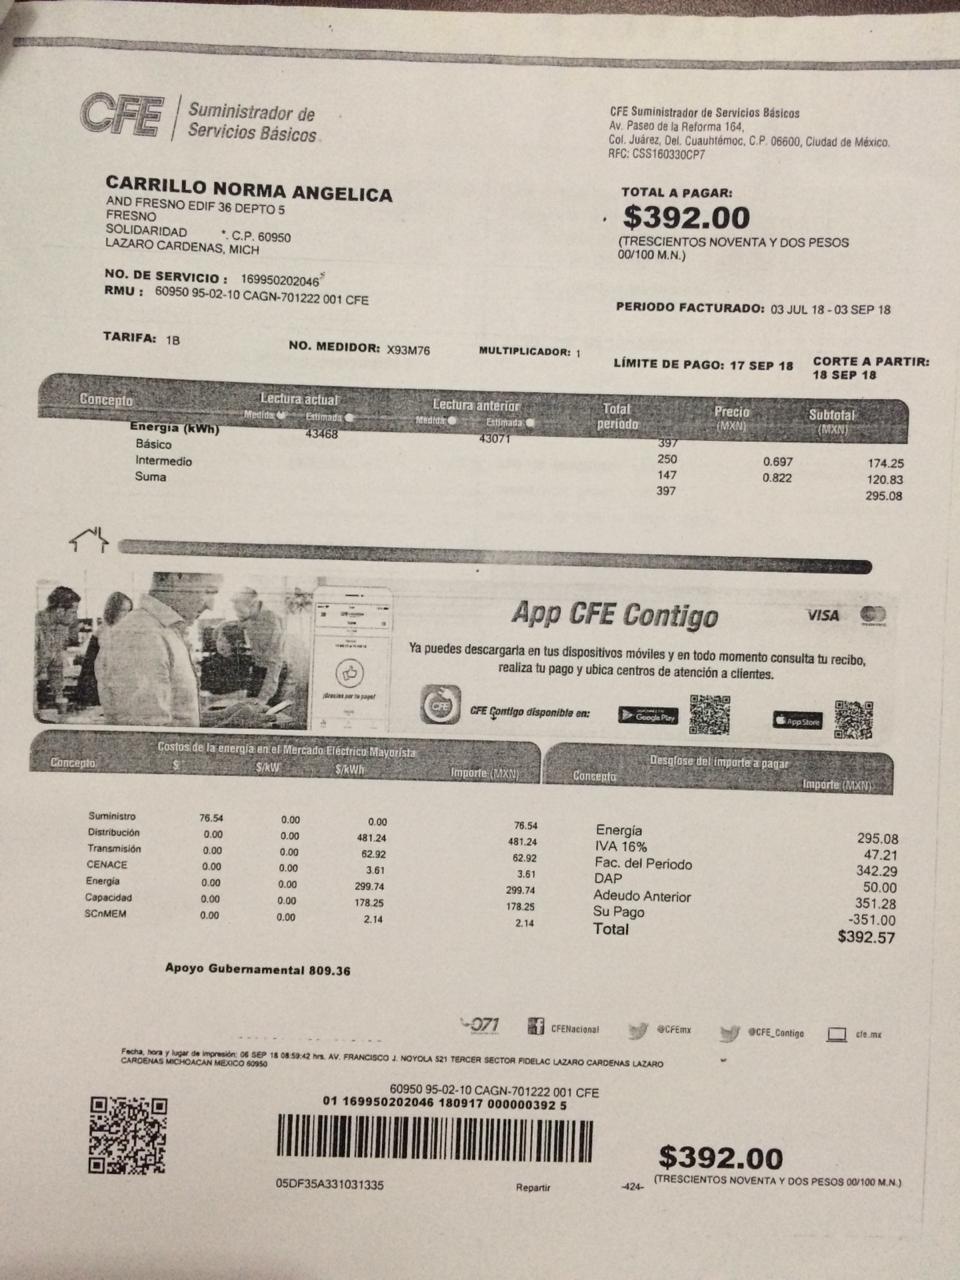 CFE Suministrador de
Servicios Básicos
CFE Suministrador de Servicios Básicos
Av. Paseo de la Reforma 164,
Col. Juárez, Del. Cuauhtémoc, C.P. 06600, Ciudad de México.
RFC: CSS160330CP7
CARRILLO NORMA ANGELICA
AND FRESNO EDIF 36 DEPTO 5
FRESNO
SOLIDARIDAD *. C.P. 60950
LAZARO CARDENAS, MICH
TOTAL A PAGAR:
$392.00
(TRESCIENTOS NOVENTA Y DOS PESOS
00/100 M.N.)
NO. DE SERVICIO : 169950202046
RMU : 60950 95-02-10 CAGN-701222 001 CFE
PERIODO FACTURADO: 03 JUL 18 - 03 SEP 18
TARIFA: 1B NO. MEDIDOR: X93M76 MULTIPLICADOR: 1
LÍMITE DE PAGO: 17 SEP 18 CORTE A PARTIR:
18 SEP 18
Concepto Lectura actual Lectura anterior Total periodo Precio (MXN) Subtotal (MXN)
Medida Estimada Medida Estimada
Energía (kWh) 43468 43071 397
Básico 250 0.697 174.25
Intermedio 147 0.822 120.83
Suma 397 295.08
App CFE Contigo VISA
Ya puedes descargarla en tus dispositivos móviles y en todo momento consulta tu recibo,
realiza tu pago y ubica centros de atención a clientes.
¡Gracias por tu pago!
CFE
CFE Contigo disponible en: Google Play App Store
Costos de la energía en el Mercado Eléctrico Mayorista
Concepto $ $/kW $/kWh Importe (MXN)
Suministro 76.54 0.00 0.00 76.54
Distribución 0.00 0.00 481.24 481.24
Transmisión 0.00 0.00 62.92 62.92
CENACE 0.00 0.00 3.61 3.61
Energía 0.00 0.00 299.74 299.74
Capacidad 0.00 0.00 178.25 178.25
SCnMEM 0.00 0.00 2.14 2.14
Desglose del importe a pagar
Concepto Importe (MXN)
Energía 295.08
IVA 16% 47.21
Fac. del Periodo 342.29
DAP 50.00
Adeudo Anterior 351.28
Su Pago -351.00
Total $392.57
Apoyo Gubernamental 809.36
071 CFENacional @CFEmx @CFE_Contigo cfe.mx
Fecha, hora y lugar de impresión: 06 SEP 18 08:59:42 hrs. AV. FRANCISCO J. NOYOLA 521 TERCER SECTOR FIDELAC LAZARO CARDENAS LAZARO
CARDENAS MICHOACAN MEXICO 60950
60950 95-02-10 CAGN-701222 001 CFE
01 169950202046 180917 000000392 5
05DF35A331031335 Repartir -424-
$392.00
(TRESCIENTOS NOVENTA Y DOS PESOS 00/100 M.N.)